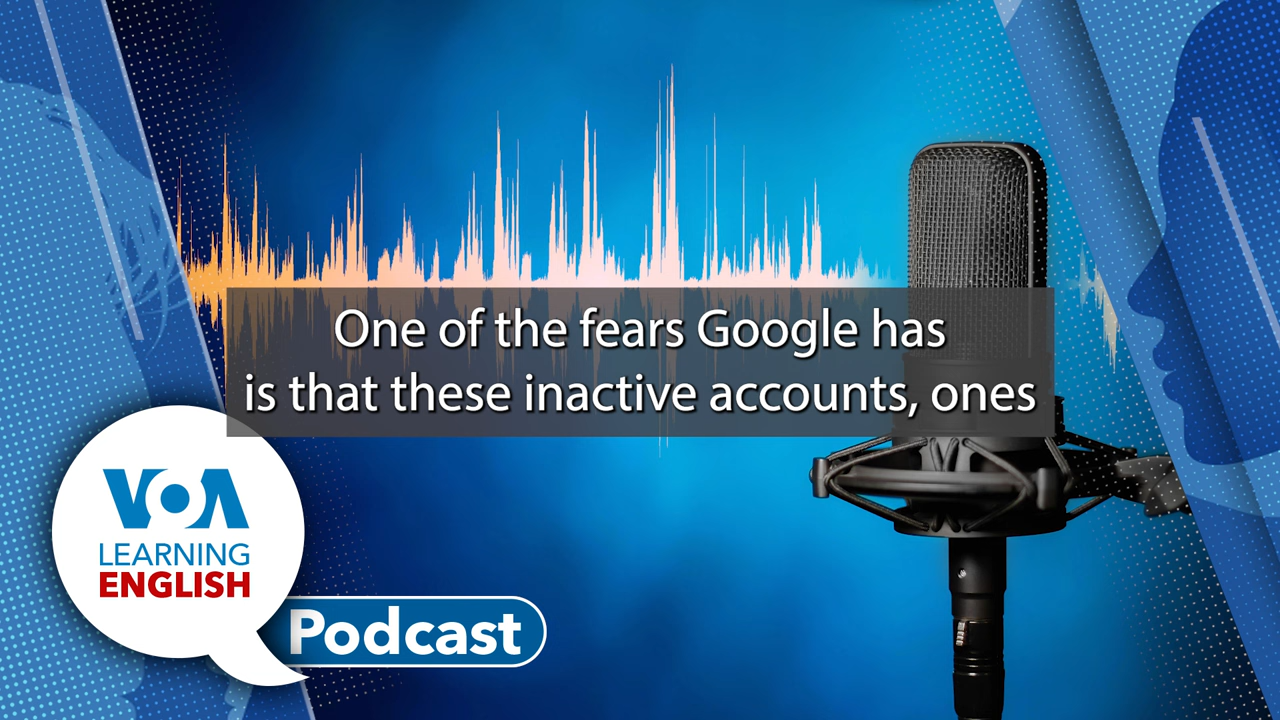 One of the fears Google has
is that these inactive accounts, ones
VOA
LEARNING
ENGLISH
Podcast